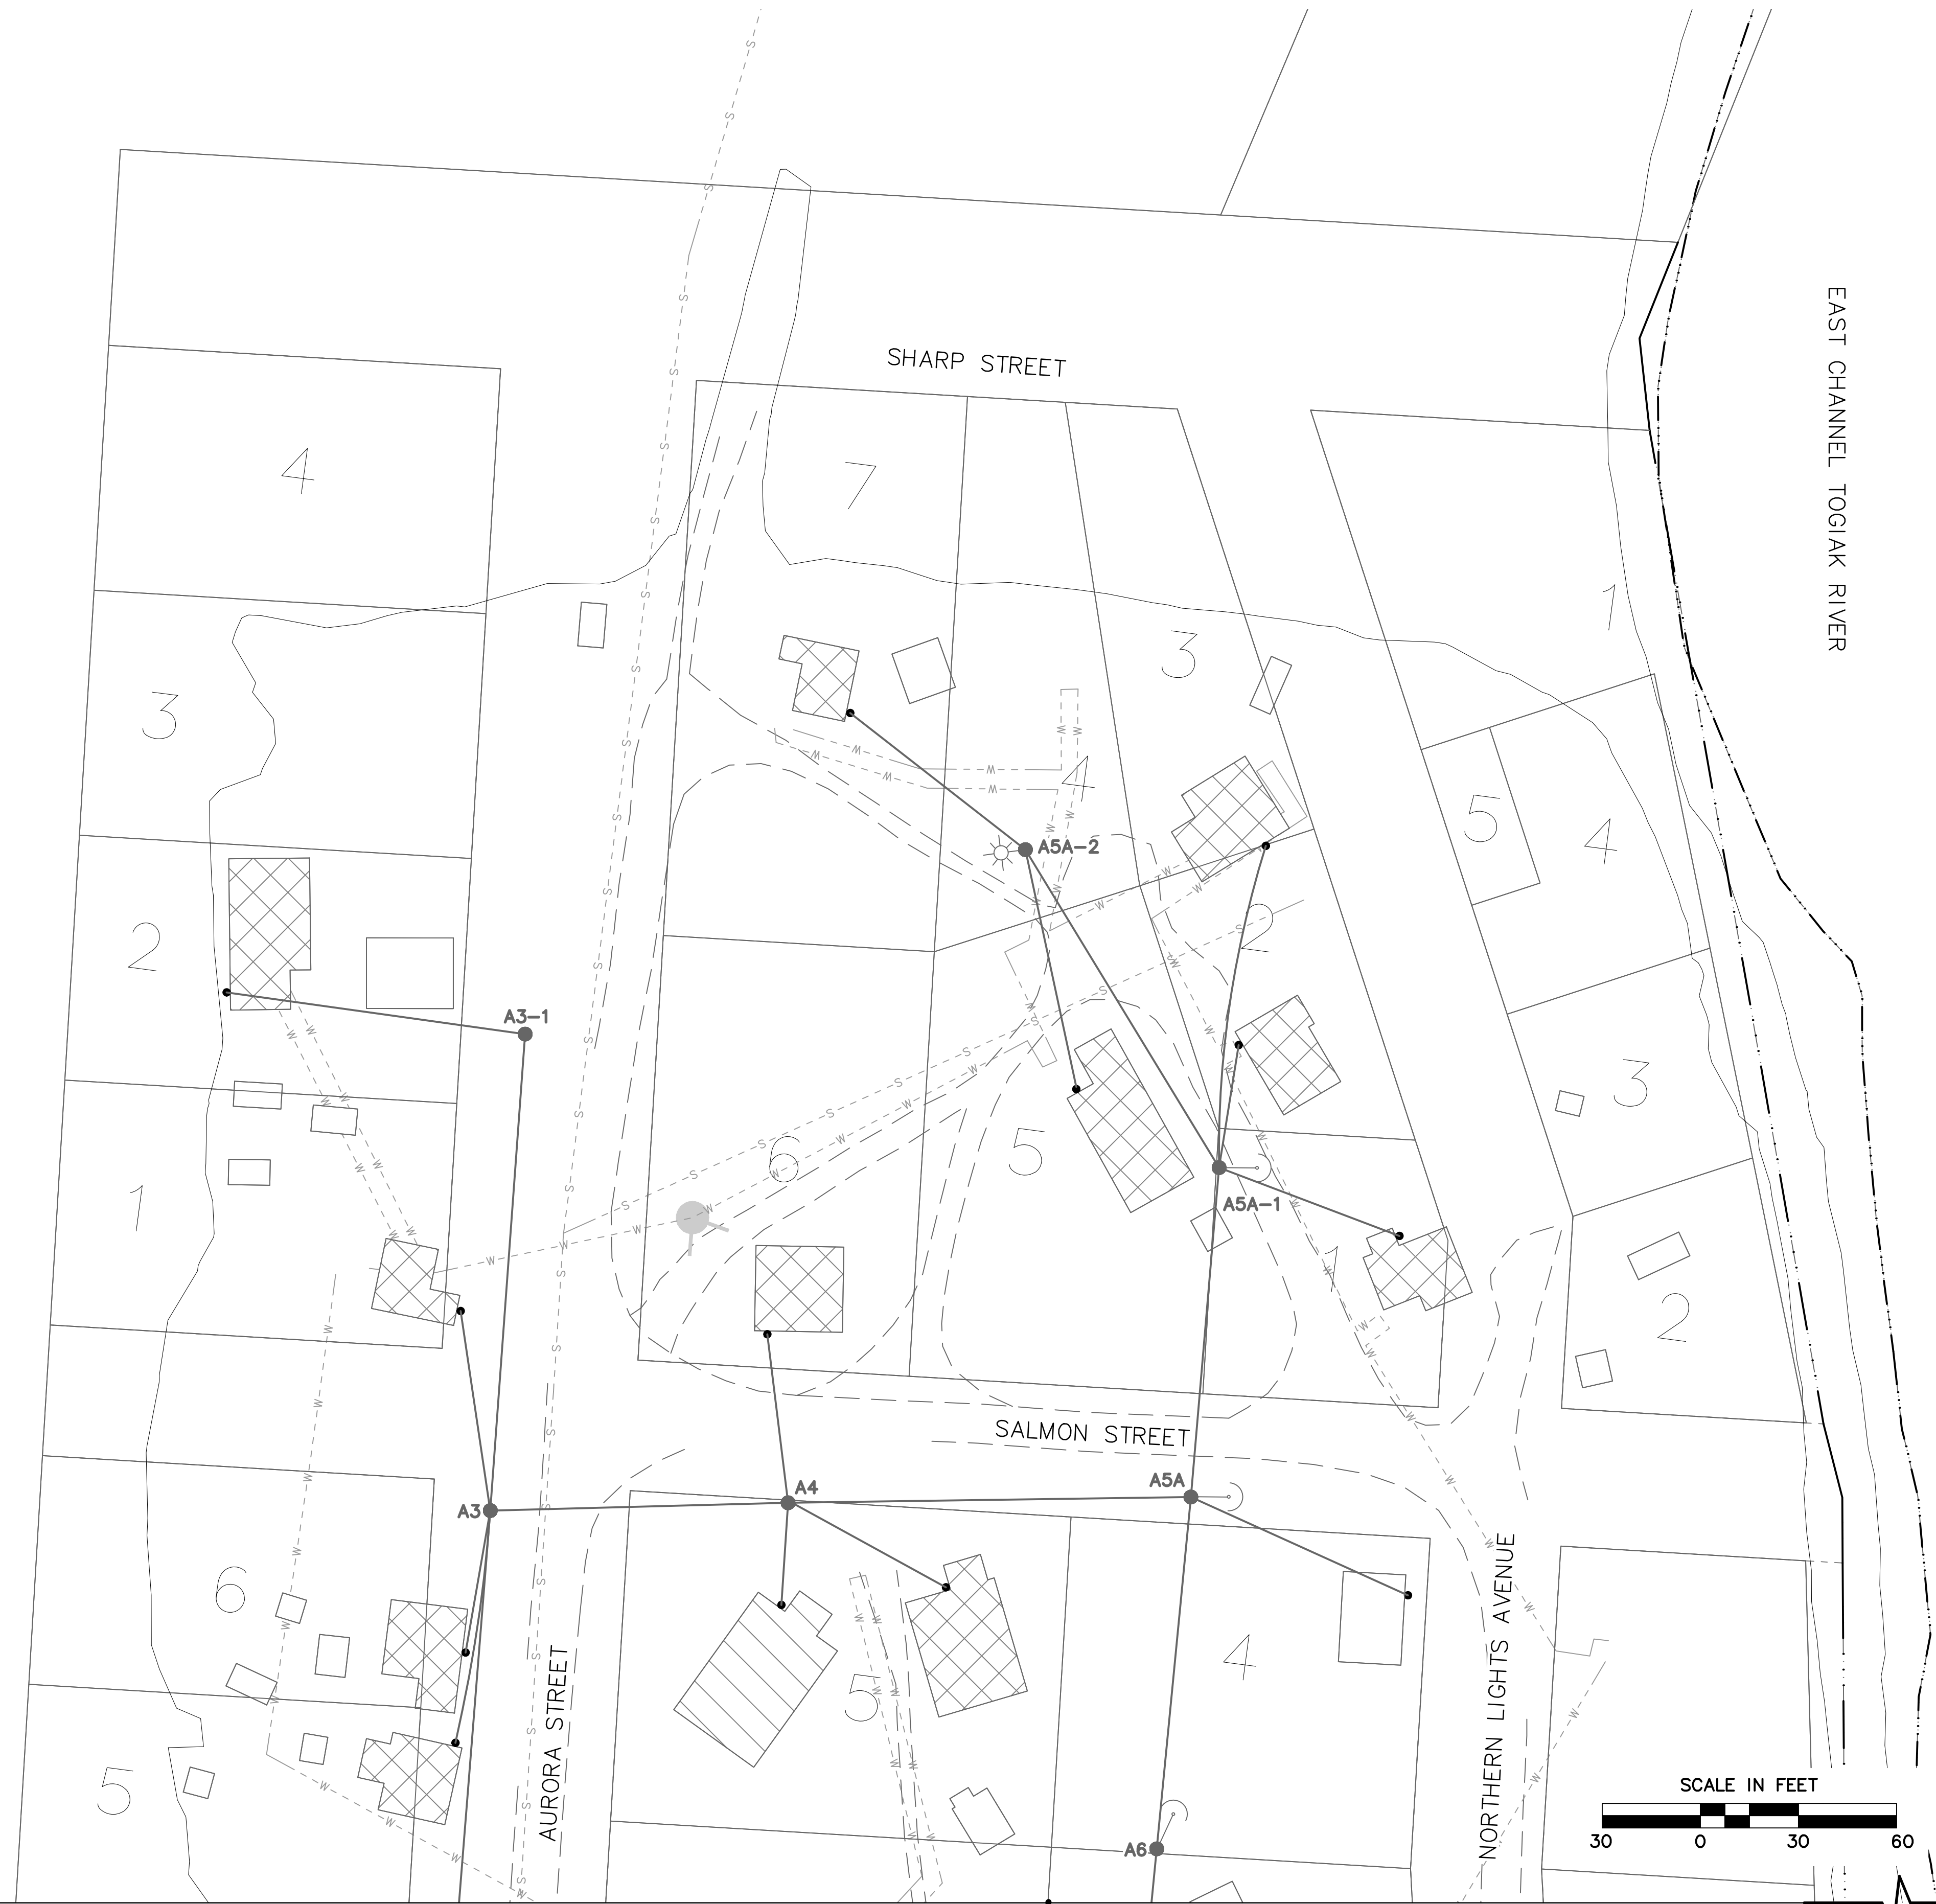 SHARP STREET
EAST CHANNEL TOGIAK RIVER
4
7
1
3
3
4
5
4
A5A-2
2
2
A3-1
3
6
5
1
A5A-1
1
2
SALMON STREET
A5A
A4
A3
6
AURORA STREET
NORTHERN LIGHTS AVENUE
4
5
5
A6
SCALE IN FEET
30 0 30 60